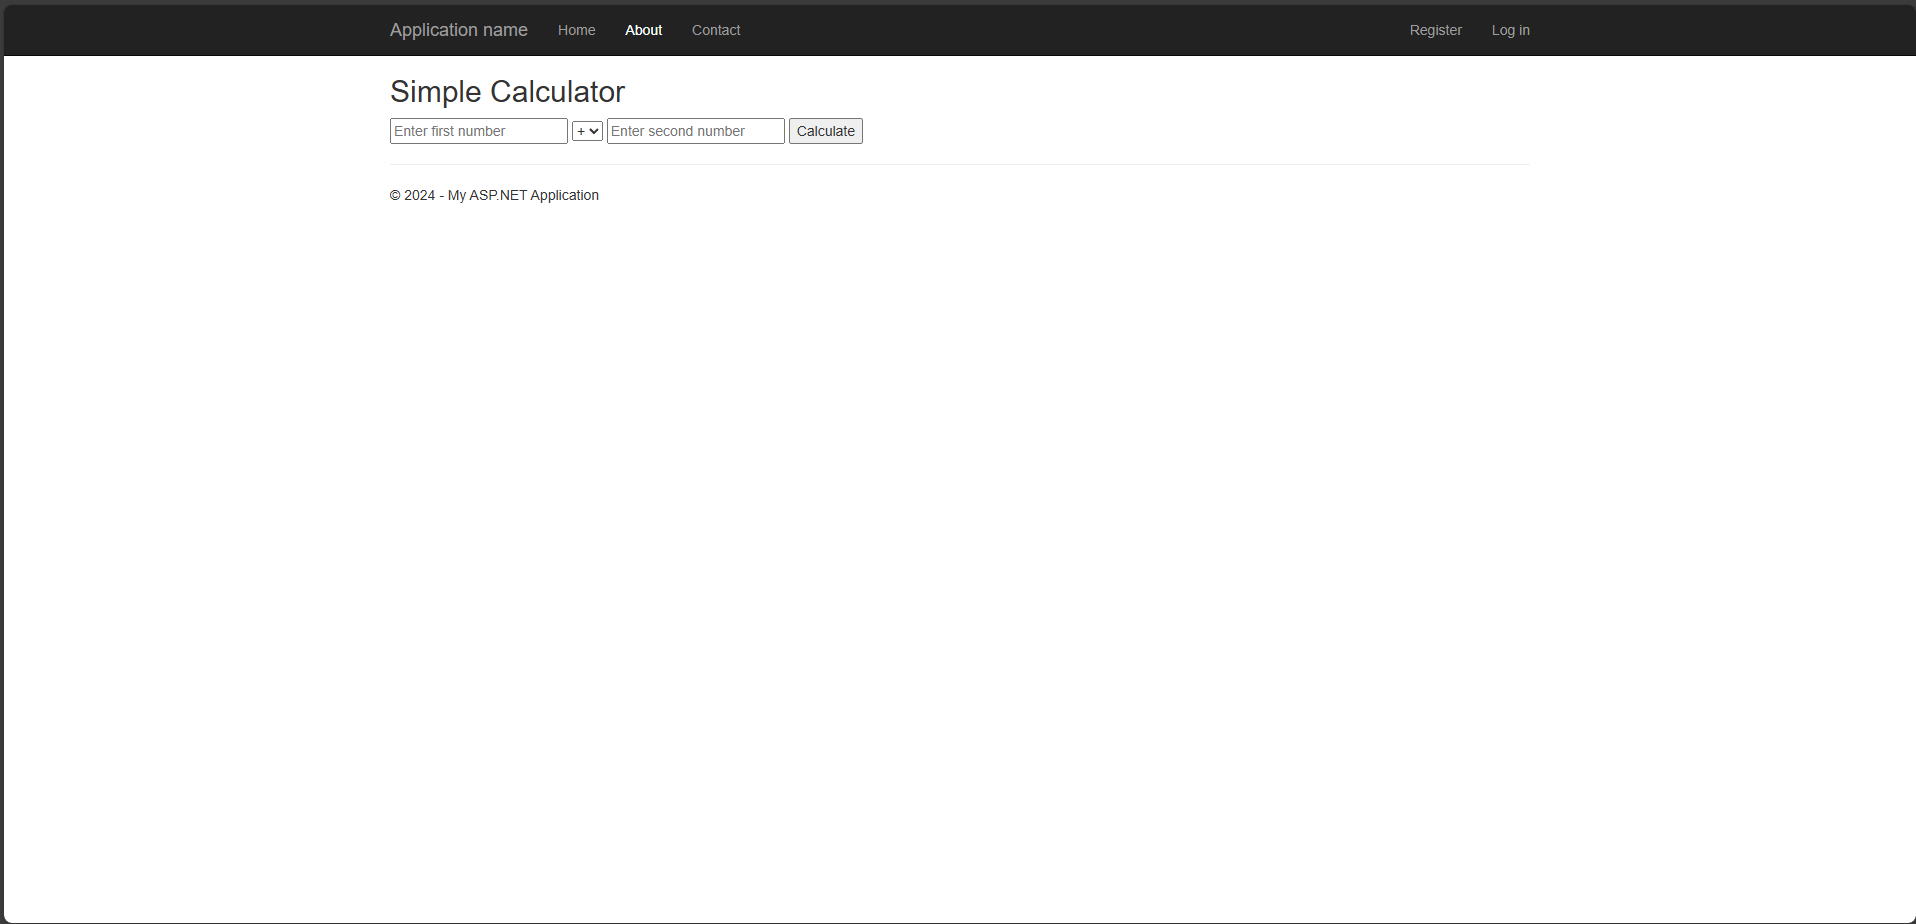 Application name Home About Contact Register Log in
Simple Calculator
Enter first number + Enter second number Calculate
© 2024 - My ASP.NET Application